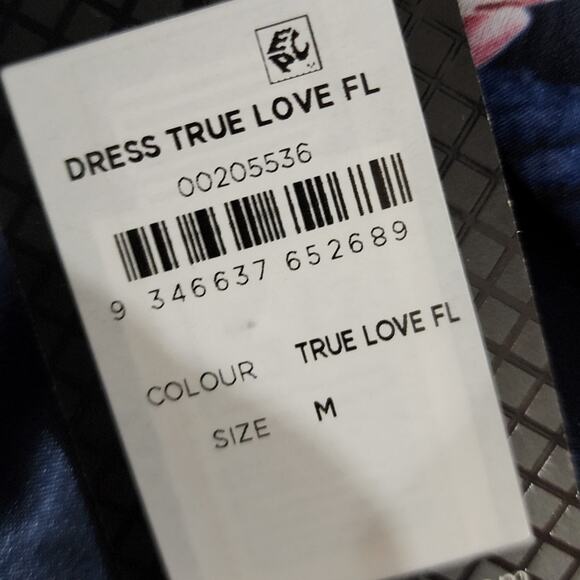 DRESS TRUE LOVE FL
00205536
9 346637 652689
COLOUR TRUE LOVE FL
SIZE M